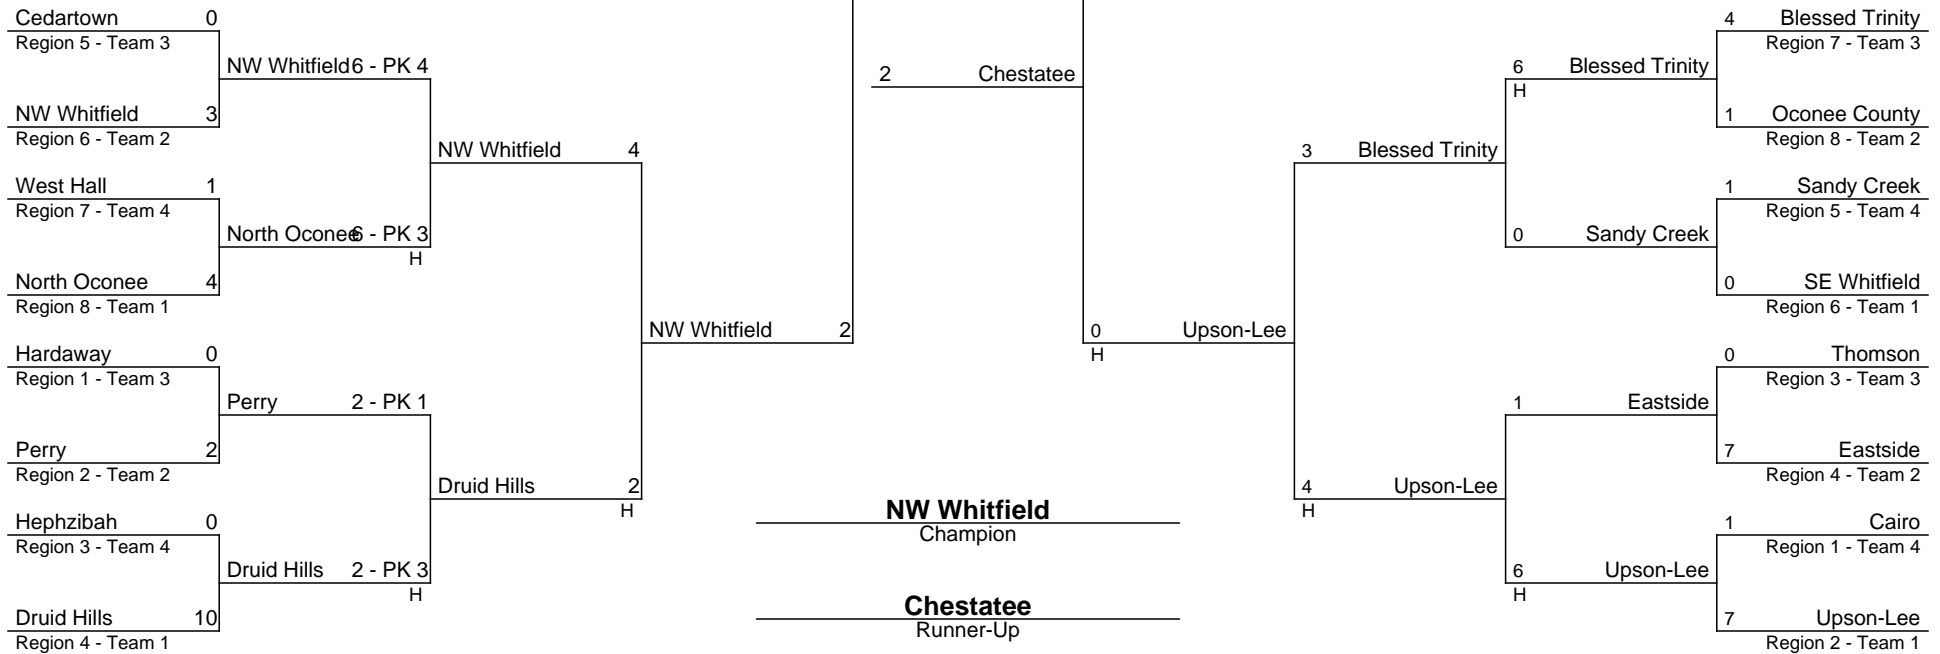 Cedartown 0
Region 5 - Team 3
NW Whitfield 6 - PK 4
NW Whitfield 3
Region 6 - Team 2
NW Whitfield 4
West Hall 1
Region 7 - Team 4
North Oconee 6 - PK 3
H
North Oconee 4
Region 8 - Team 1
NW Whitfield 2
Hardaway 0
Region 1 - Team 3
Perry 2 - PK 1
Perry 2
Region 2 - Team 2
Druid Hills 2
H
Hephzibah 0
Region 3 - Team 4
Druid Hills 2 - PK 3
H
Druid Hills 10
Region 4 - Team 1
2 Chestatee
0 Upson-Lee
H
NW Whitfield
Champion
Chestatee
Runner-Up
4 Blessed Trinity
Region 7 - Team 3
6 Blessed Trinity
H
1 Oconee County
Region 8 - Team 2
3 Blessed Trinity
1 Sandy Creek
Region 5 - Team 4
0 Sandy Creek
0 SE Whitfield
Region 6 - Team 1
0 Thomson
Region 3 - Team 3
1 Eastside
7 Eastside
Region 4 - Team 2
4 Upson-Lee
H
1 Cairo
Region 1 - Team 4
6 Upson-Lee
H
7 Upson-Lee
Region 2 - Team 1